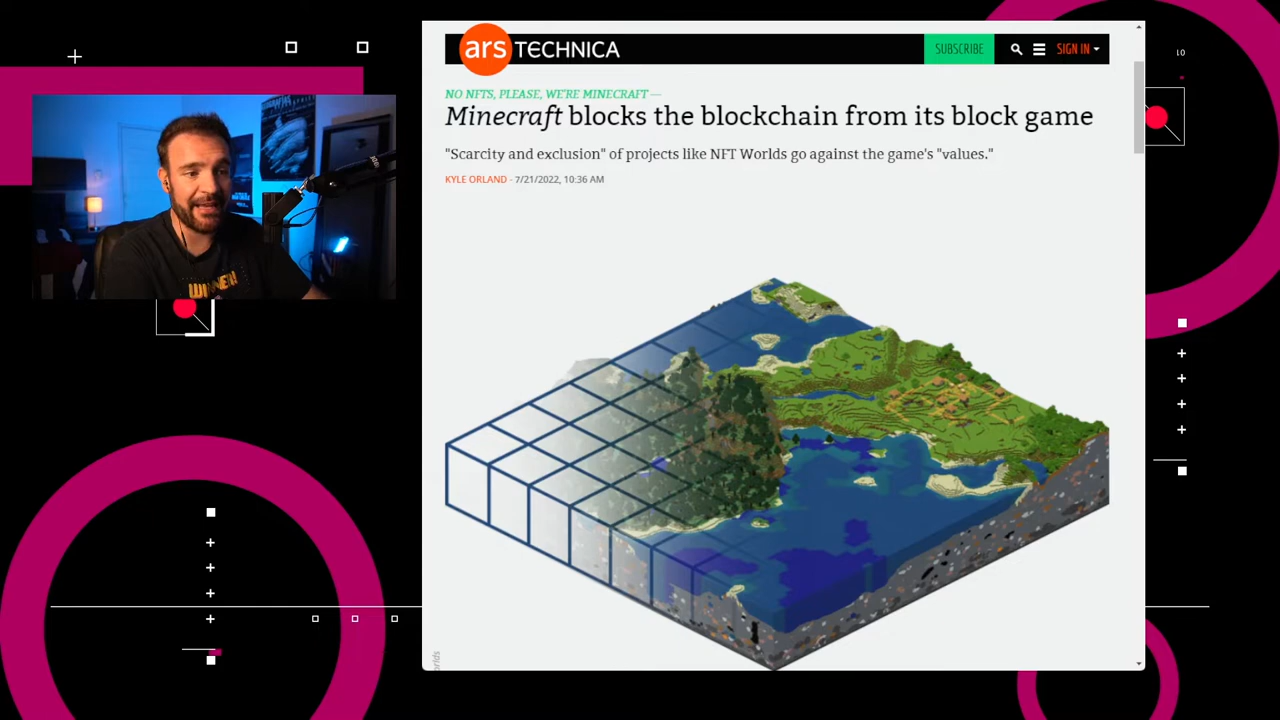 ars TECHNICA
SUBSCRIBE
SIGN IN
NO NFTS, PLEASE, WE'RE MINECRAFT —
Minecraft blocks the blockchain from its block game
"Scarcity and exclusion" of projects like NFT Worlds go against the game's "values."
KYLE ORLAND - 7/21/2022, 10:36 AM
WINNER!